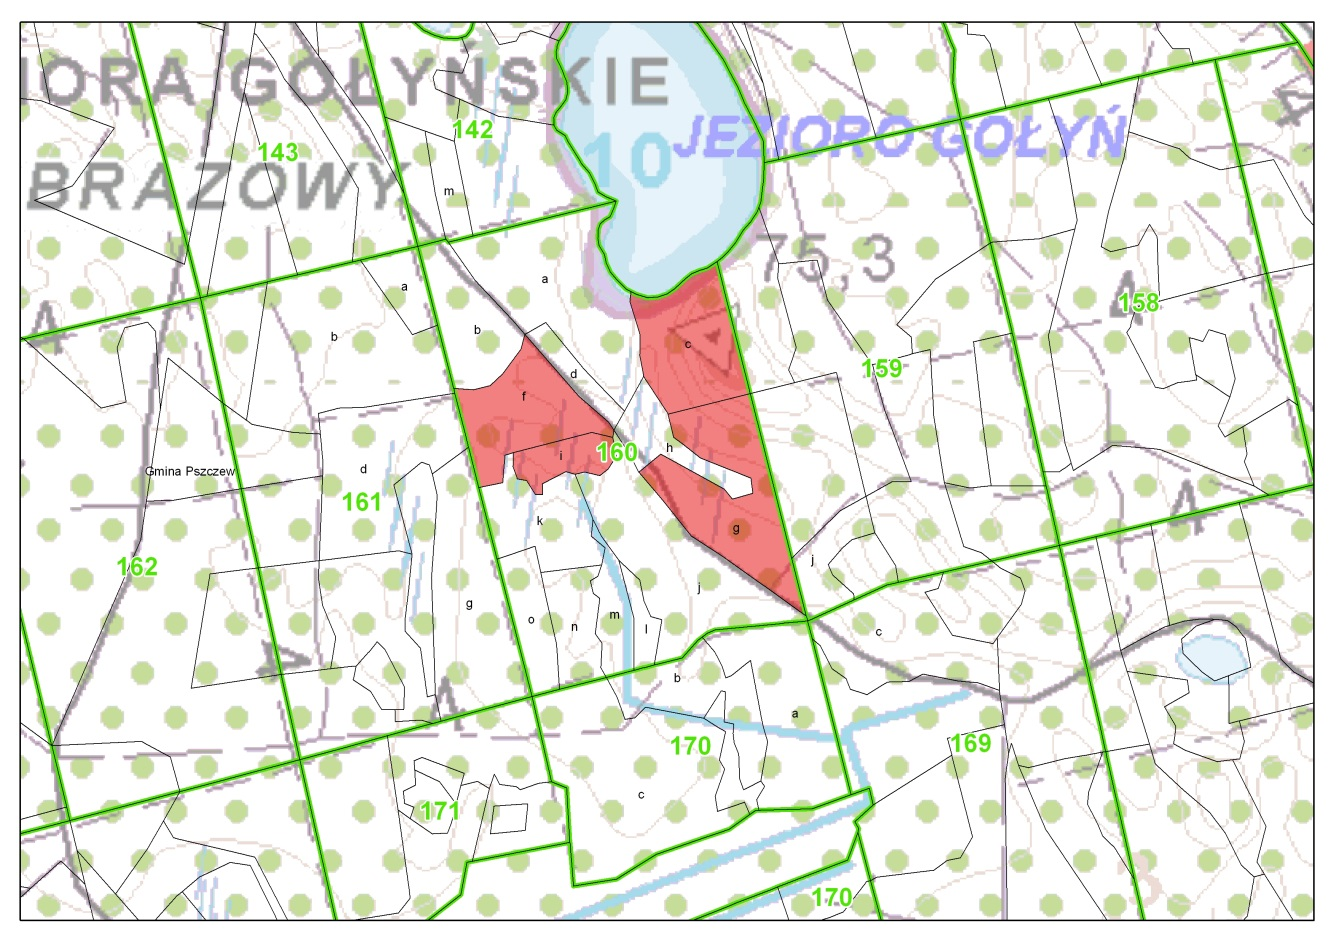 IORA GOŁYŃSKIE
142
10
JEZIORO GOŁYŃ
143
BRAZOWY
m
75,3
a
a
158
b
b
c
159
d
f
160
h
i
Gmina Pszczew
d
161
k
g
j
162
j
g
o
n
m
l
c
b
a
170
169
c
171
3
170